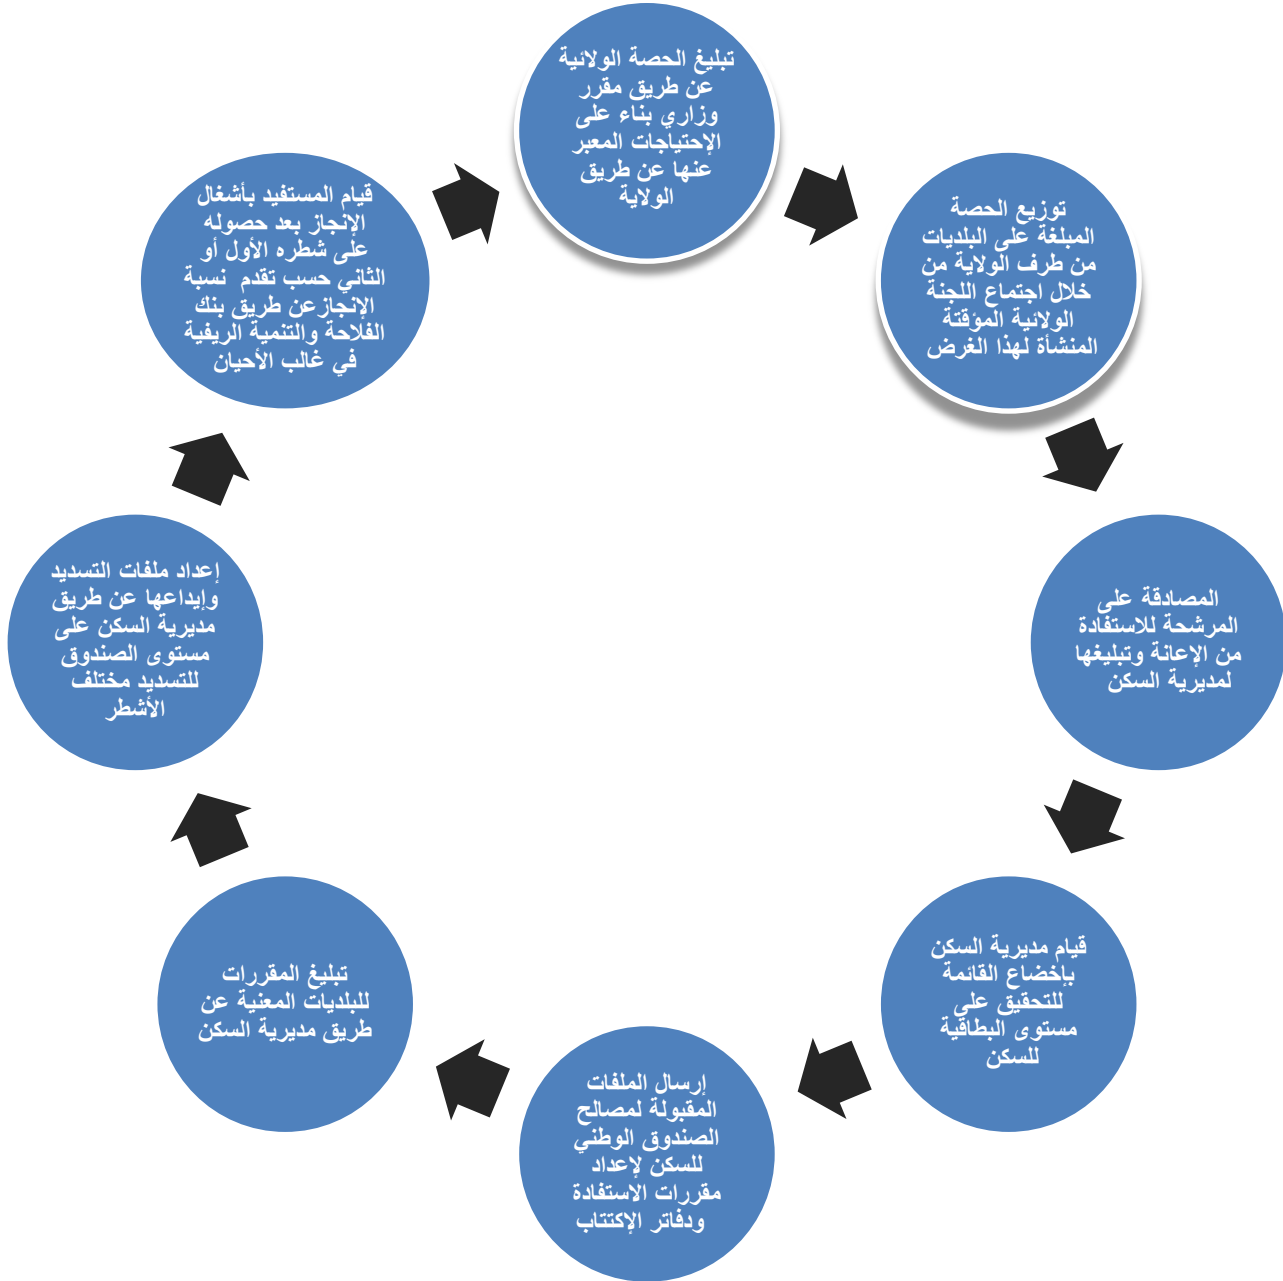 تبليغ الحصة الولائية
عن طريق مقرر
وزاري بناء على
الإحتياجات المعبر
عنها عن طريق
الولاية
توزيع الحصة
المبلغة على البلديات
من طرف الولاية من
خلال اجتماع اللجنة
الولائية المؤقتة
المنشأة لهذا الغرض
المصادقة على
المرشحة للاستفادة
من الإعانة وتبليغها
لمديرية السكن
قيام مديرية السكن
بإخضاع القائمة
للتحقيق على
مستوى البطاقية
للسكن
إرسال الملفات
المقبولة لمصالح
الصندوق الوطني
للسكن لإعداد
مقررات الاستفادة
ودفاتر الإكتتاب
تبليغ المقررات
للبلديات المعنية عن
طريق مديرية السكن
إعداد ملفات التسديد
وإيداعها عن طريق
مديرية السكن على
مستوى الصندوق
للتسديد مختلف
الأشطر
قيام المستفيد بأشغال
الإنجاز بعد حصوله
على شطره الأول أو
الثاني حسب تقدم نسبة
الإنجازعن طريق بنك
الفلاحة والتنمية الريفية
في غالب الأحيان